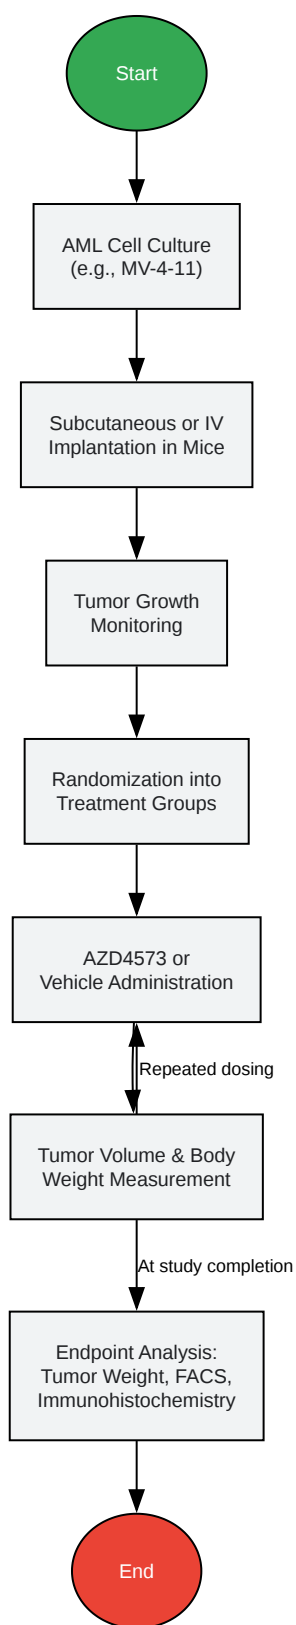 Start
AML Cell Culture
(e.g., MV-4-11)
Subcutaneous or IV
Implantation in Mice
Tumor Growth
Monitoring
Randomization into
Treatment Groups
AZD4573 or
Vehicle Administration
Repeated dosing
Tumor Volume & Body
Weight Measurement
At study completion
Endpoint Analysis:
Tumor Weight, FACS,
Immunohistochemistry
End